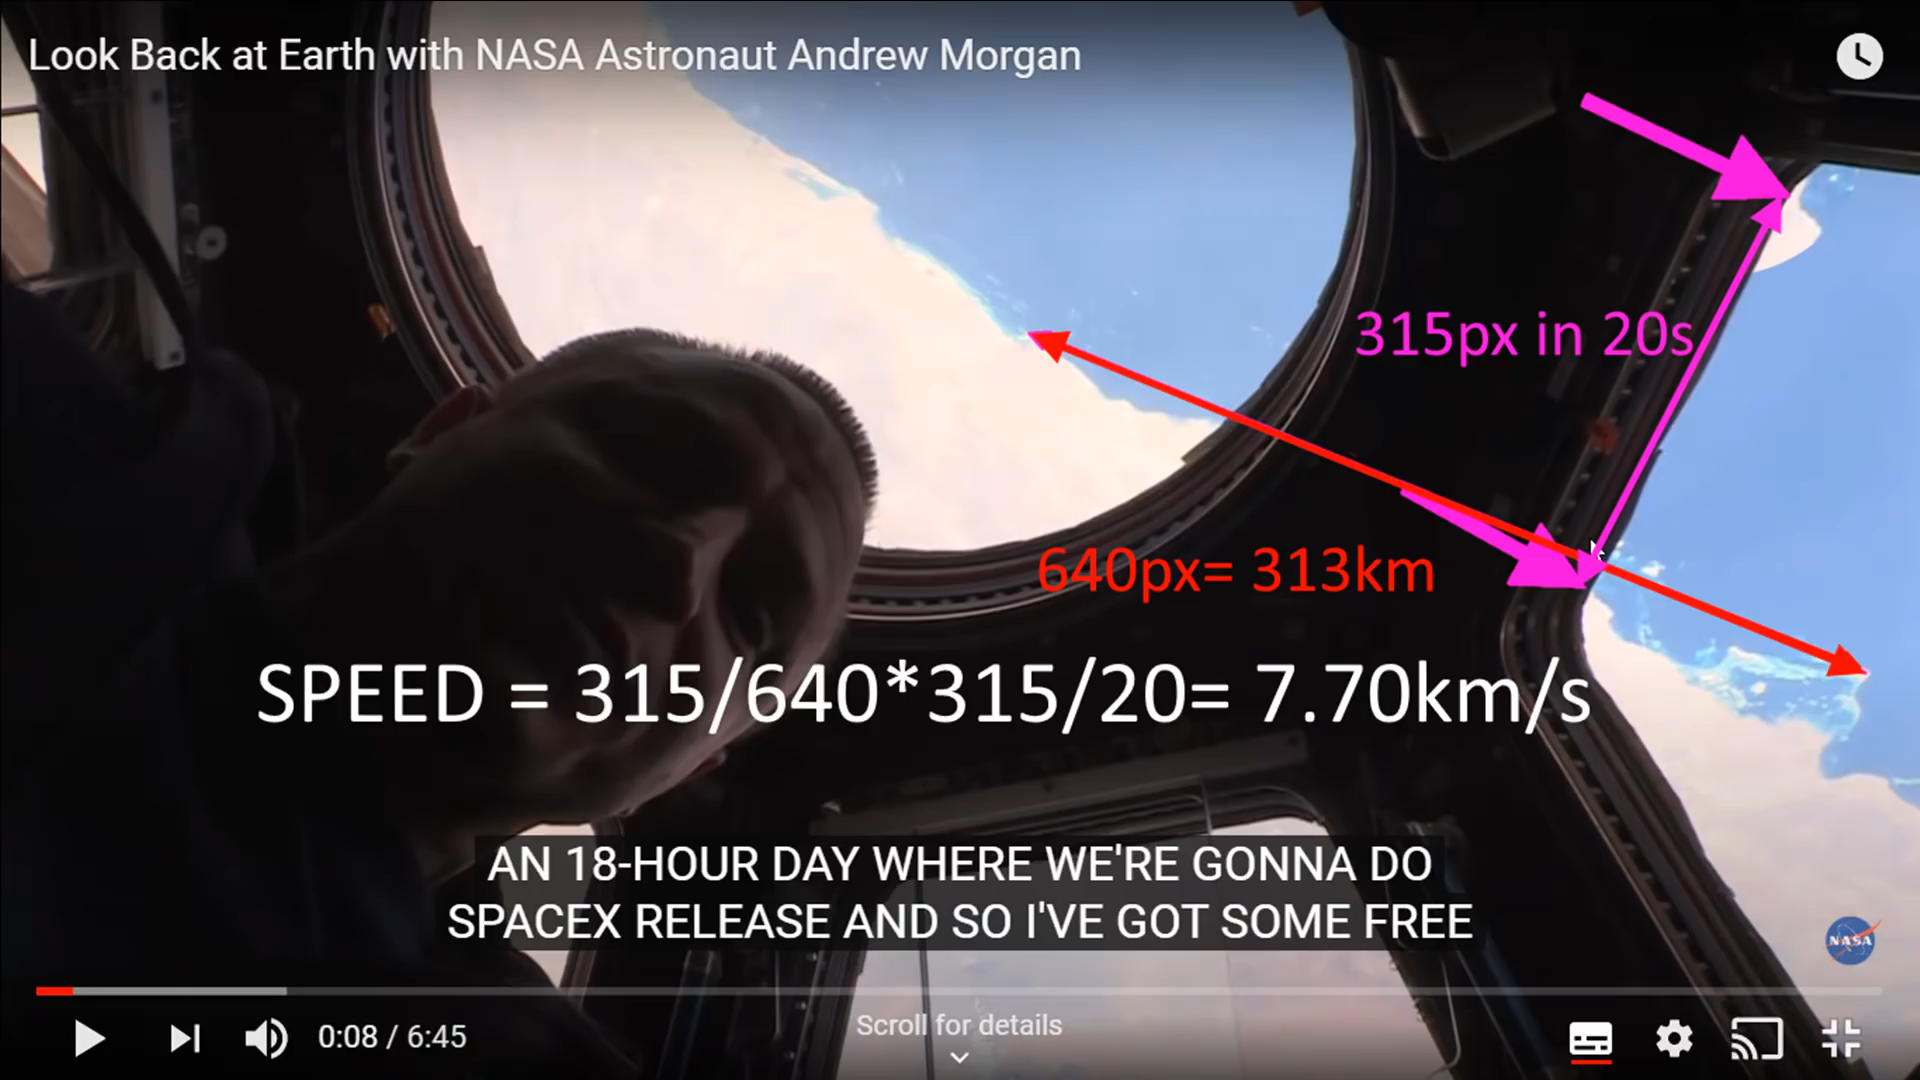 Look Back at Earth with NASA Astronaut Andrew Morgan
315px in 20s
640px= 313km
SPEED = 315/640*315/20= 7.70km/s
AN 18-HOUR DAY WHERE WE'RE GONNA DO
SPACEX RELEASE AND SO I'VE GOT SOME FREE
NASA
0:08 / 6:45
Scroll for details